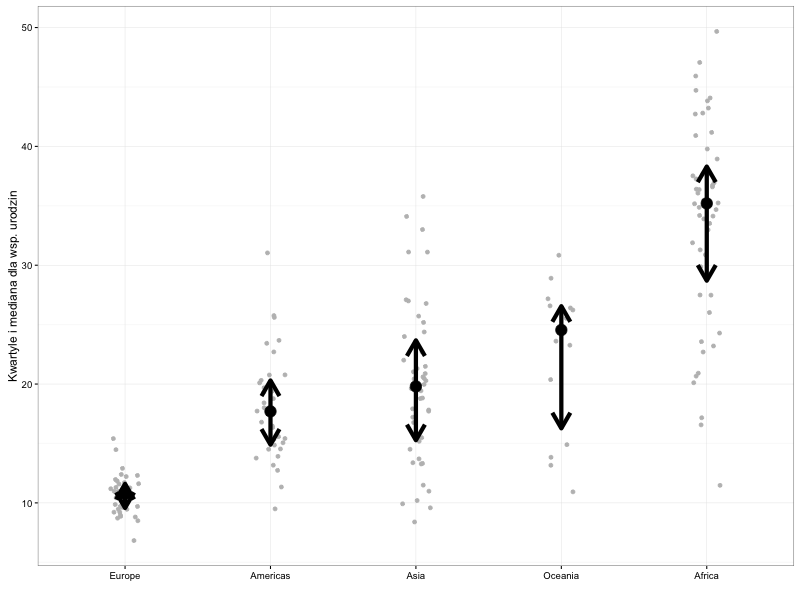 Kwartyle i mediana dla wsp. urodzin
50
40
30
20
10
Europe
Americas
Asia
Oceania
Africa